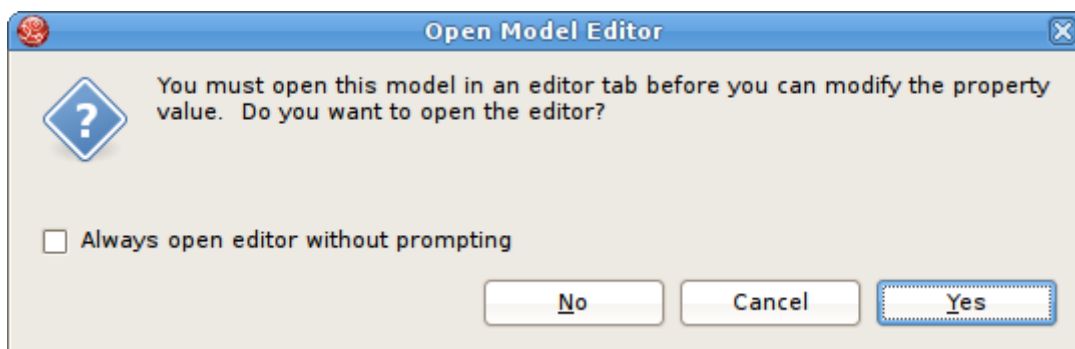 Open Model Editor
You must open this model in an editor tab before you can modify the property
value.  Do you want to open the editor?
Always open editor without prompting
No
Cancel
Yes